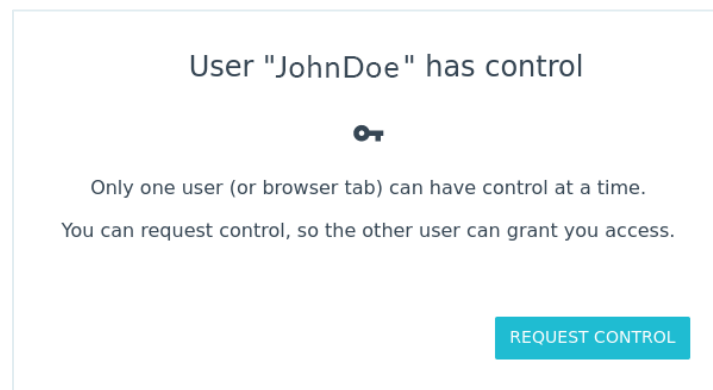 User "JohnDoe" has control
Only one user (or browser tab) can have control at a time.
You can request control, so the other user can grant you access.
REQUEST CONTROL